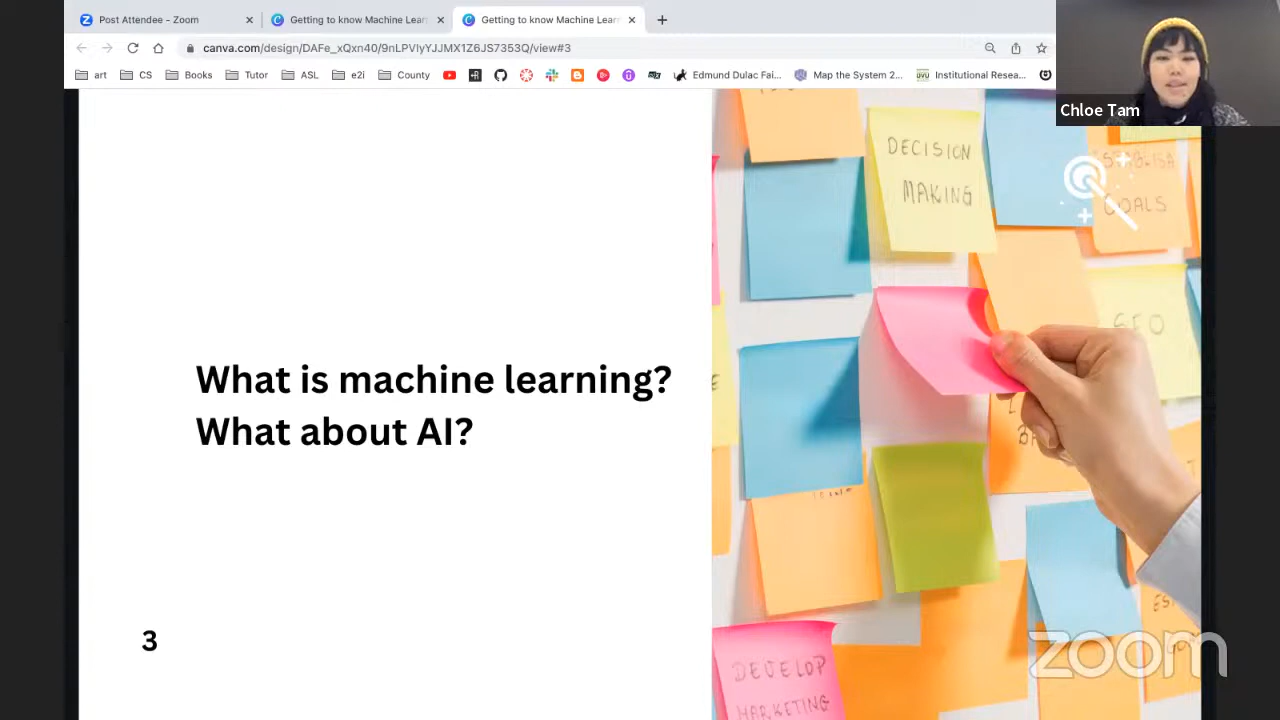 Post Attendee - Zoom
Getting to know Machine Lear
Getting to know Machine Lear
canva.com/design/DAFe_xQxn40/9nLPVlyYJJMX1Z6JS7353Q/view#3
art
CS
Books
Tutor
ASL
e2i
County
Edmund Dulac Fai...
Map the System 2...
UVU
Institutional Resea...
Chloe Tam
DECISION
MAKING
GOALS
SEO
What is machine learning?
What about AI?
3
DEVELOP
MARKETING
zoom